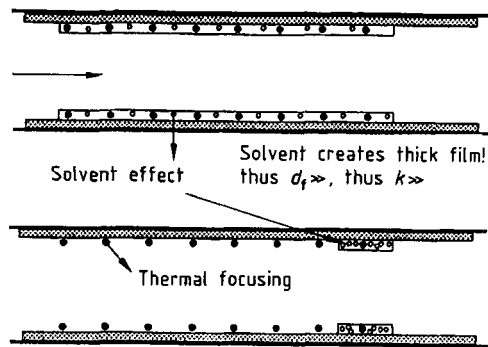 Solvent creates thick film!
Solvent effect
thus d_f ≫, thus k ≫
Thermal focusing